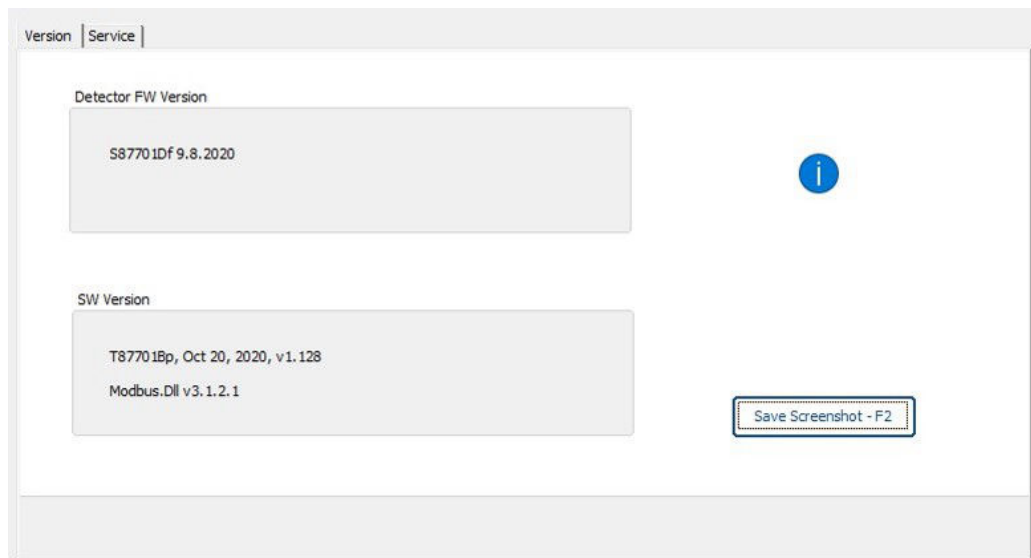 Version Service
Detector FW Version
S87701Df 9.8.2020
i
SW Version
T87701Bp, Oct 20, 2020, v1.128
Modbus.Dll v3.1.2.1
Save Screenshot - F2